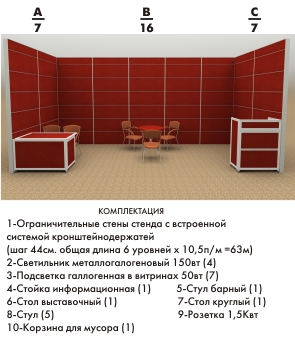 A B C
7 16 7
КОМПЛЕКТАЦИЯ
1-Ограничительные стены стенда с встроенной
системой кронштейнодержатей
(шаг 44см. общая длина 6 уровней х 10,5п/м =63м)
2-Светильник металлогалогеновый 150вт (4)
3-Подсветка галлогенная в витринах 50вт (7)
4-Стойка информационная (1) 5-Стул барный (1)
6-Стол выставочный (1) 7-Стол круглый (1)
8-Стул (5) 9-Розетка 1,5Квт
10-Корзина для мусора (1)